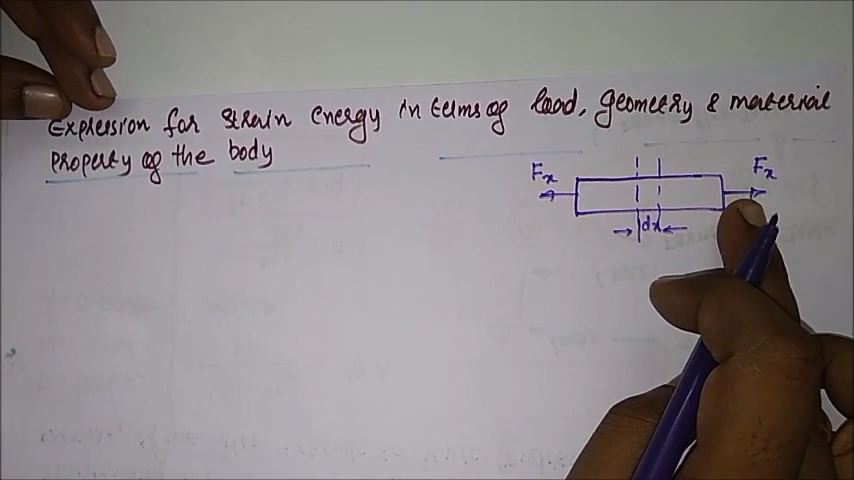 Expression for strain energy in terms of load, Geometry & material
property of the body
Fx Fx
dx